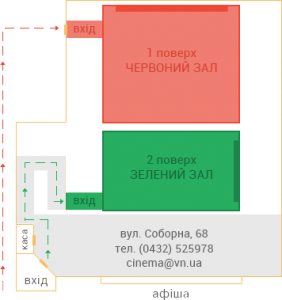 вхід
1 поверх
ЧЕРВОНИЙ ЗАЛ
2 поверх
ЗЕЛЕНИЙ ЗАЛ
вхід
каса
вул. Соборна, 68
тел. (0432) 525978
cinema@vn.ua
вхід
афіша